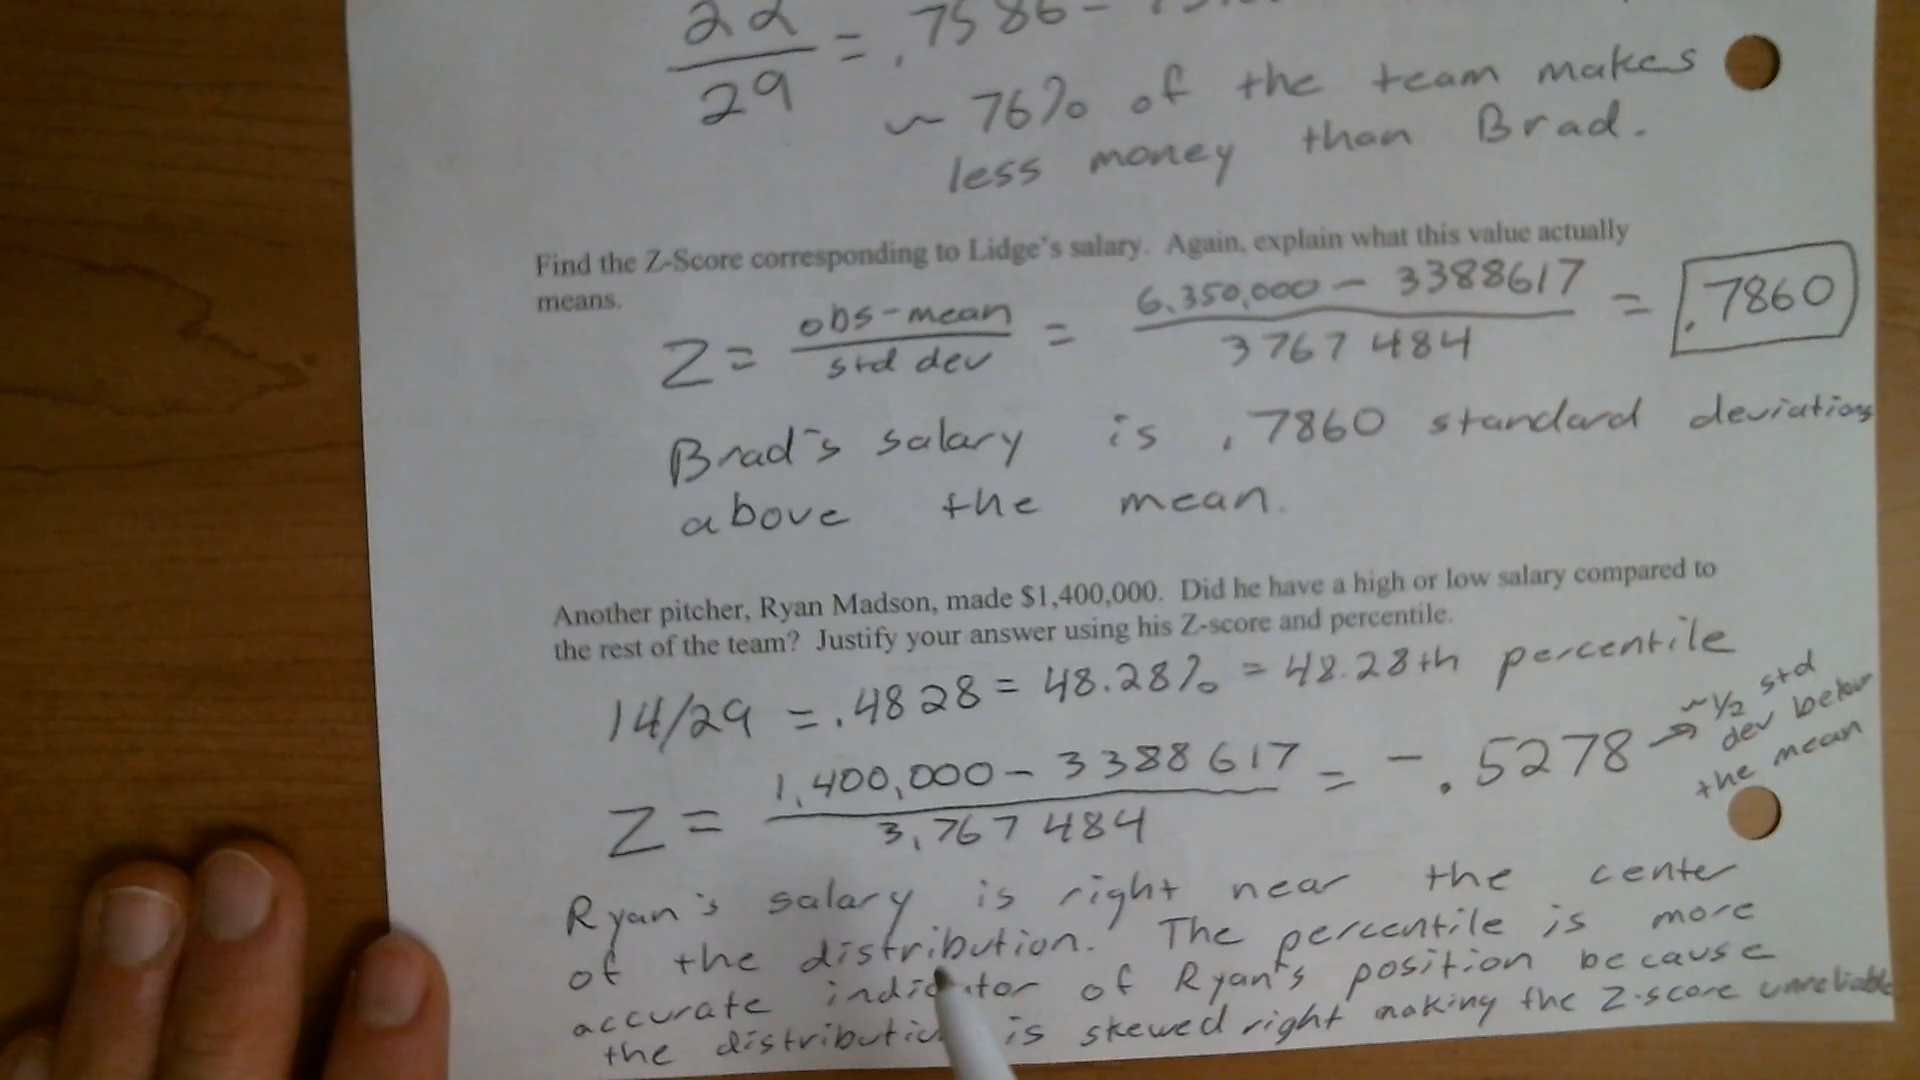 22
29 = .7586 =
~ 76% of the team makes
less money than Brad.
Find the Z-Score corresponding to Lidge's salary. Again, explain what this value actually
means.
Z = obs-mean / std dev = 6,350,000 - 3388617 / 3767484 = .7860
Brad's salary is .7860 standard deviations
above the mean.
Another pitcher, Ryan Madson, made $1,400,000. Did he have a high or low salary compared to
the rest of the team? Justify your answer using his Z-score and percentile.
14/29 = .4828 = 48.28% = 48.28th percentile
Z = 1,400,000 - 3388617 / 3,767484 = -.5278 → ~1/2 std
dev below
the mean
Ryan's salary is right near the center
of the distribution. The percentile is more
accurate indicator of Ryan's position because
the distribution is skewed right making the Z-score unreliable